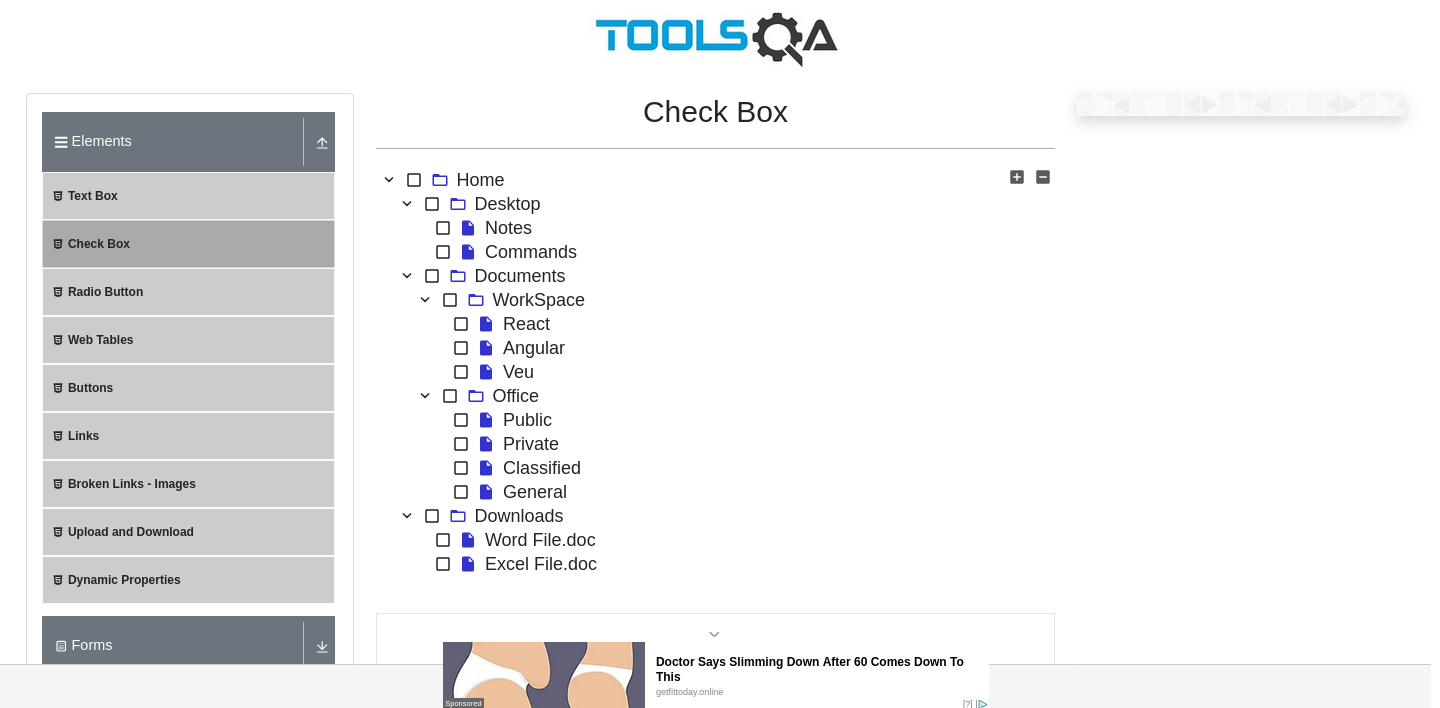 TOOLSQA
Check Box
Elements
Text Box
Check Box
Radio Button
Web Tables
Buttons
Links
Broken Links - Images
Upload and Download
Dynamic Properties
Forms
Home
Desktop
Notes
Commands
Documents
WorkSpace
React
Angular
Veu
Office
Public
Private
Classified
General
Downloads
Word File.doc
Excel File.doc
Sponsored
Doctor Says Slimming Down After 60 Comes Down To
This
getfittoday.online
[?]